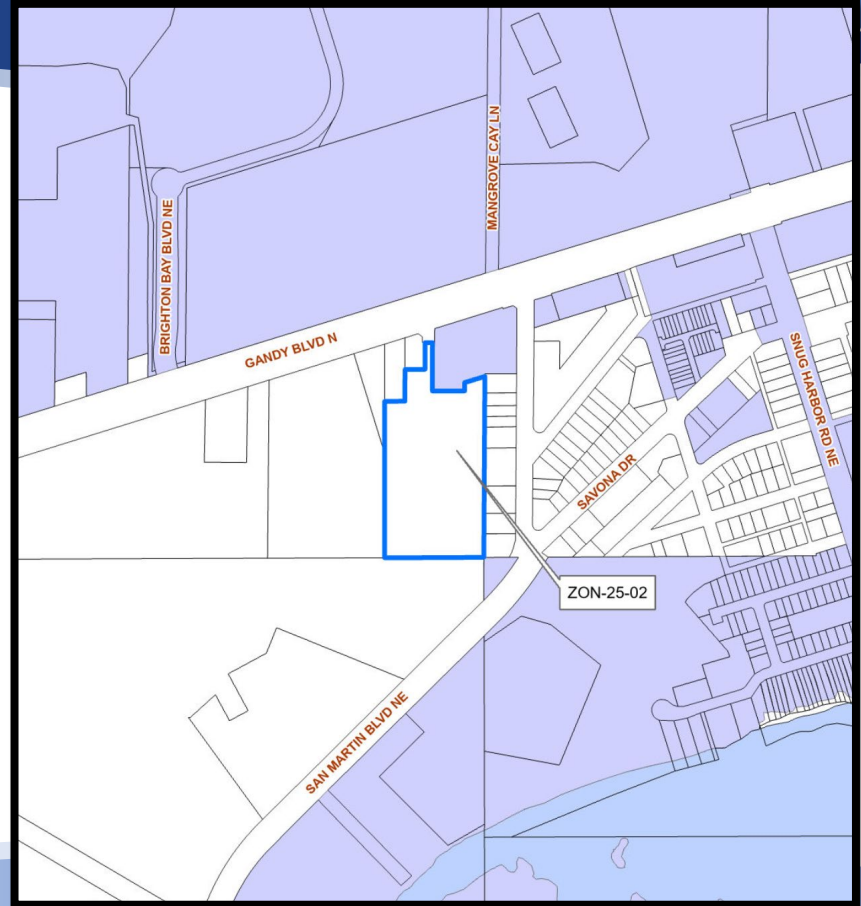 MANGROVE CAY LN
BRIGHTON BAY BLVD NE
GANDY BLVD N
SNUG HARBOR RD NE
SAVONA DR
ZON-25-02
SAN MARTIN BLVD NE